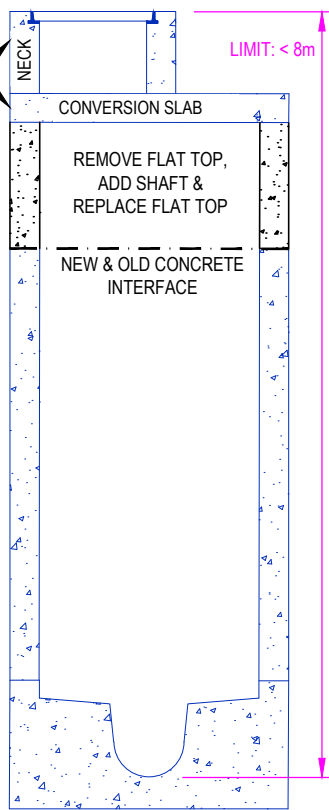 NECK
LIMIT: < 8m
CONVERSION SLAB
REMOVE FLAT TOP,
ADD SHAFT &
REPLACE FLAT TOP
NEW & OLD CONCRETE
INTERFACE